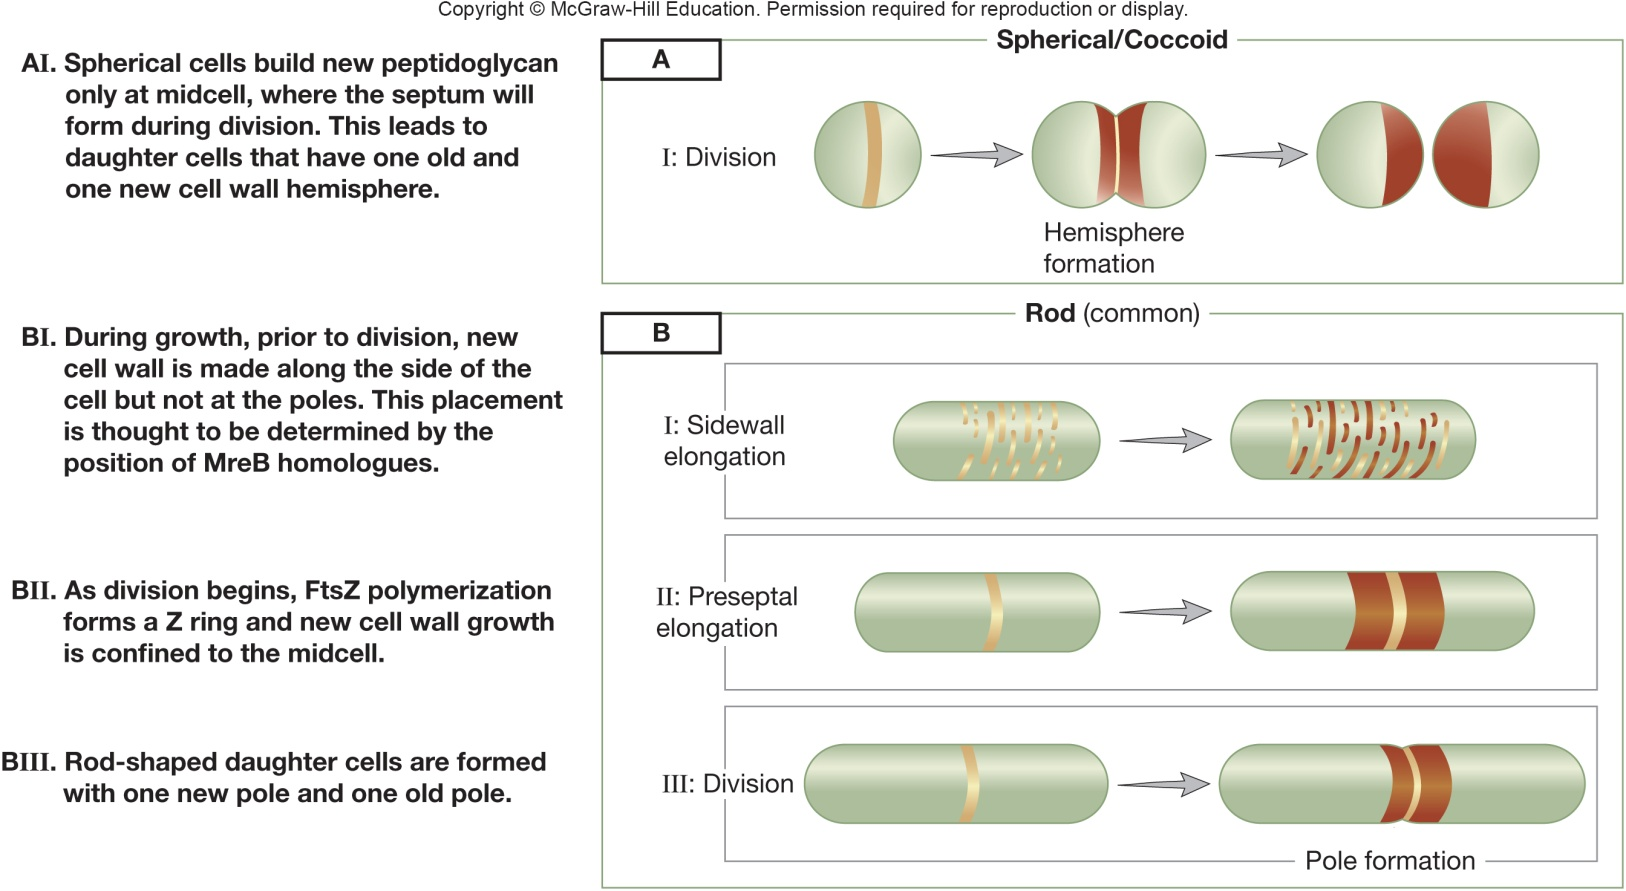 Copyright © McGraw-Hill Education. Permission required for reproduction or display.
AI. Spherical cells build new peptidoglycan
only at midcell, where the septum will
form during division. This leads to
daughter cells that have one old and
one new cell wall hemisphere.
A
Spherical/Coccoid
I: Division
Hemisphere
formation
BI. During growth, prior to division, new
cell wall is made along the side of the
cell but not at the poles. This placement
is thought to be determined by the
position of MreB homologues.
B
Rod (common)
I: Sidewall
elongation
BII. As division begins, FtsZ polymerization
forms a Z ring and new cell wall growth
is confined to the midcell.
II: Preseptal
elongation
BIII. Rod-shaped daughter cells are formed
with one new pole and one old pole.
III: Division
Pole formation